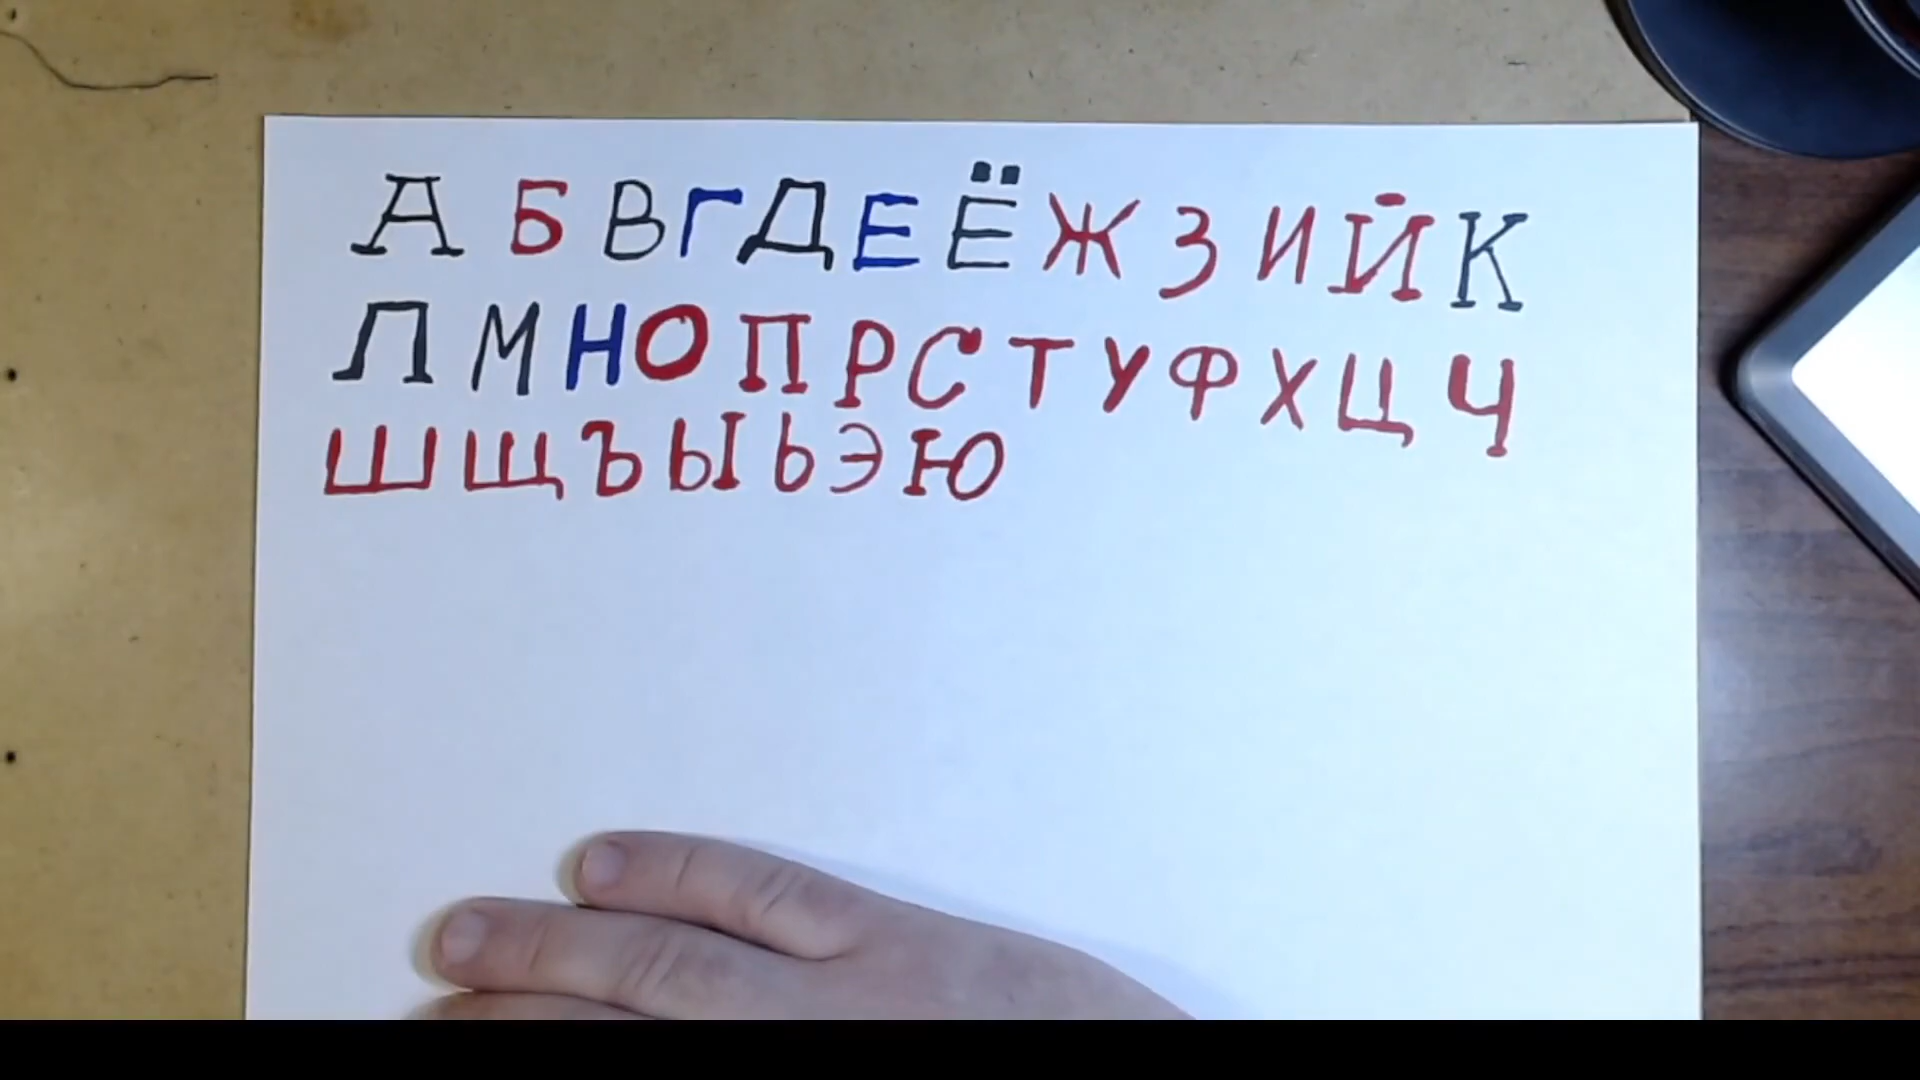 А Б В Г Д Е Ё Ж З И Й К
Л М Н О П Р С Т У Ф Х Ц Ч
Ш Щ Ъ Ы Ь Э Ю